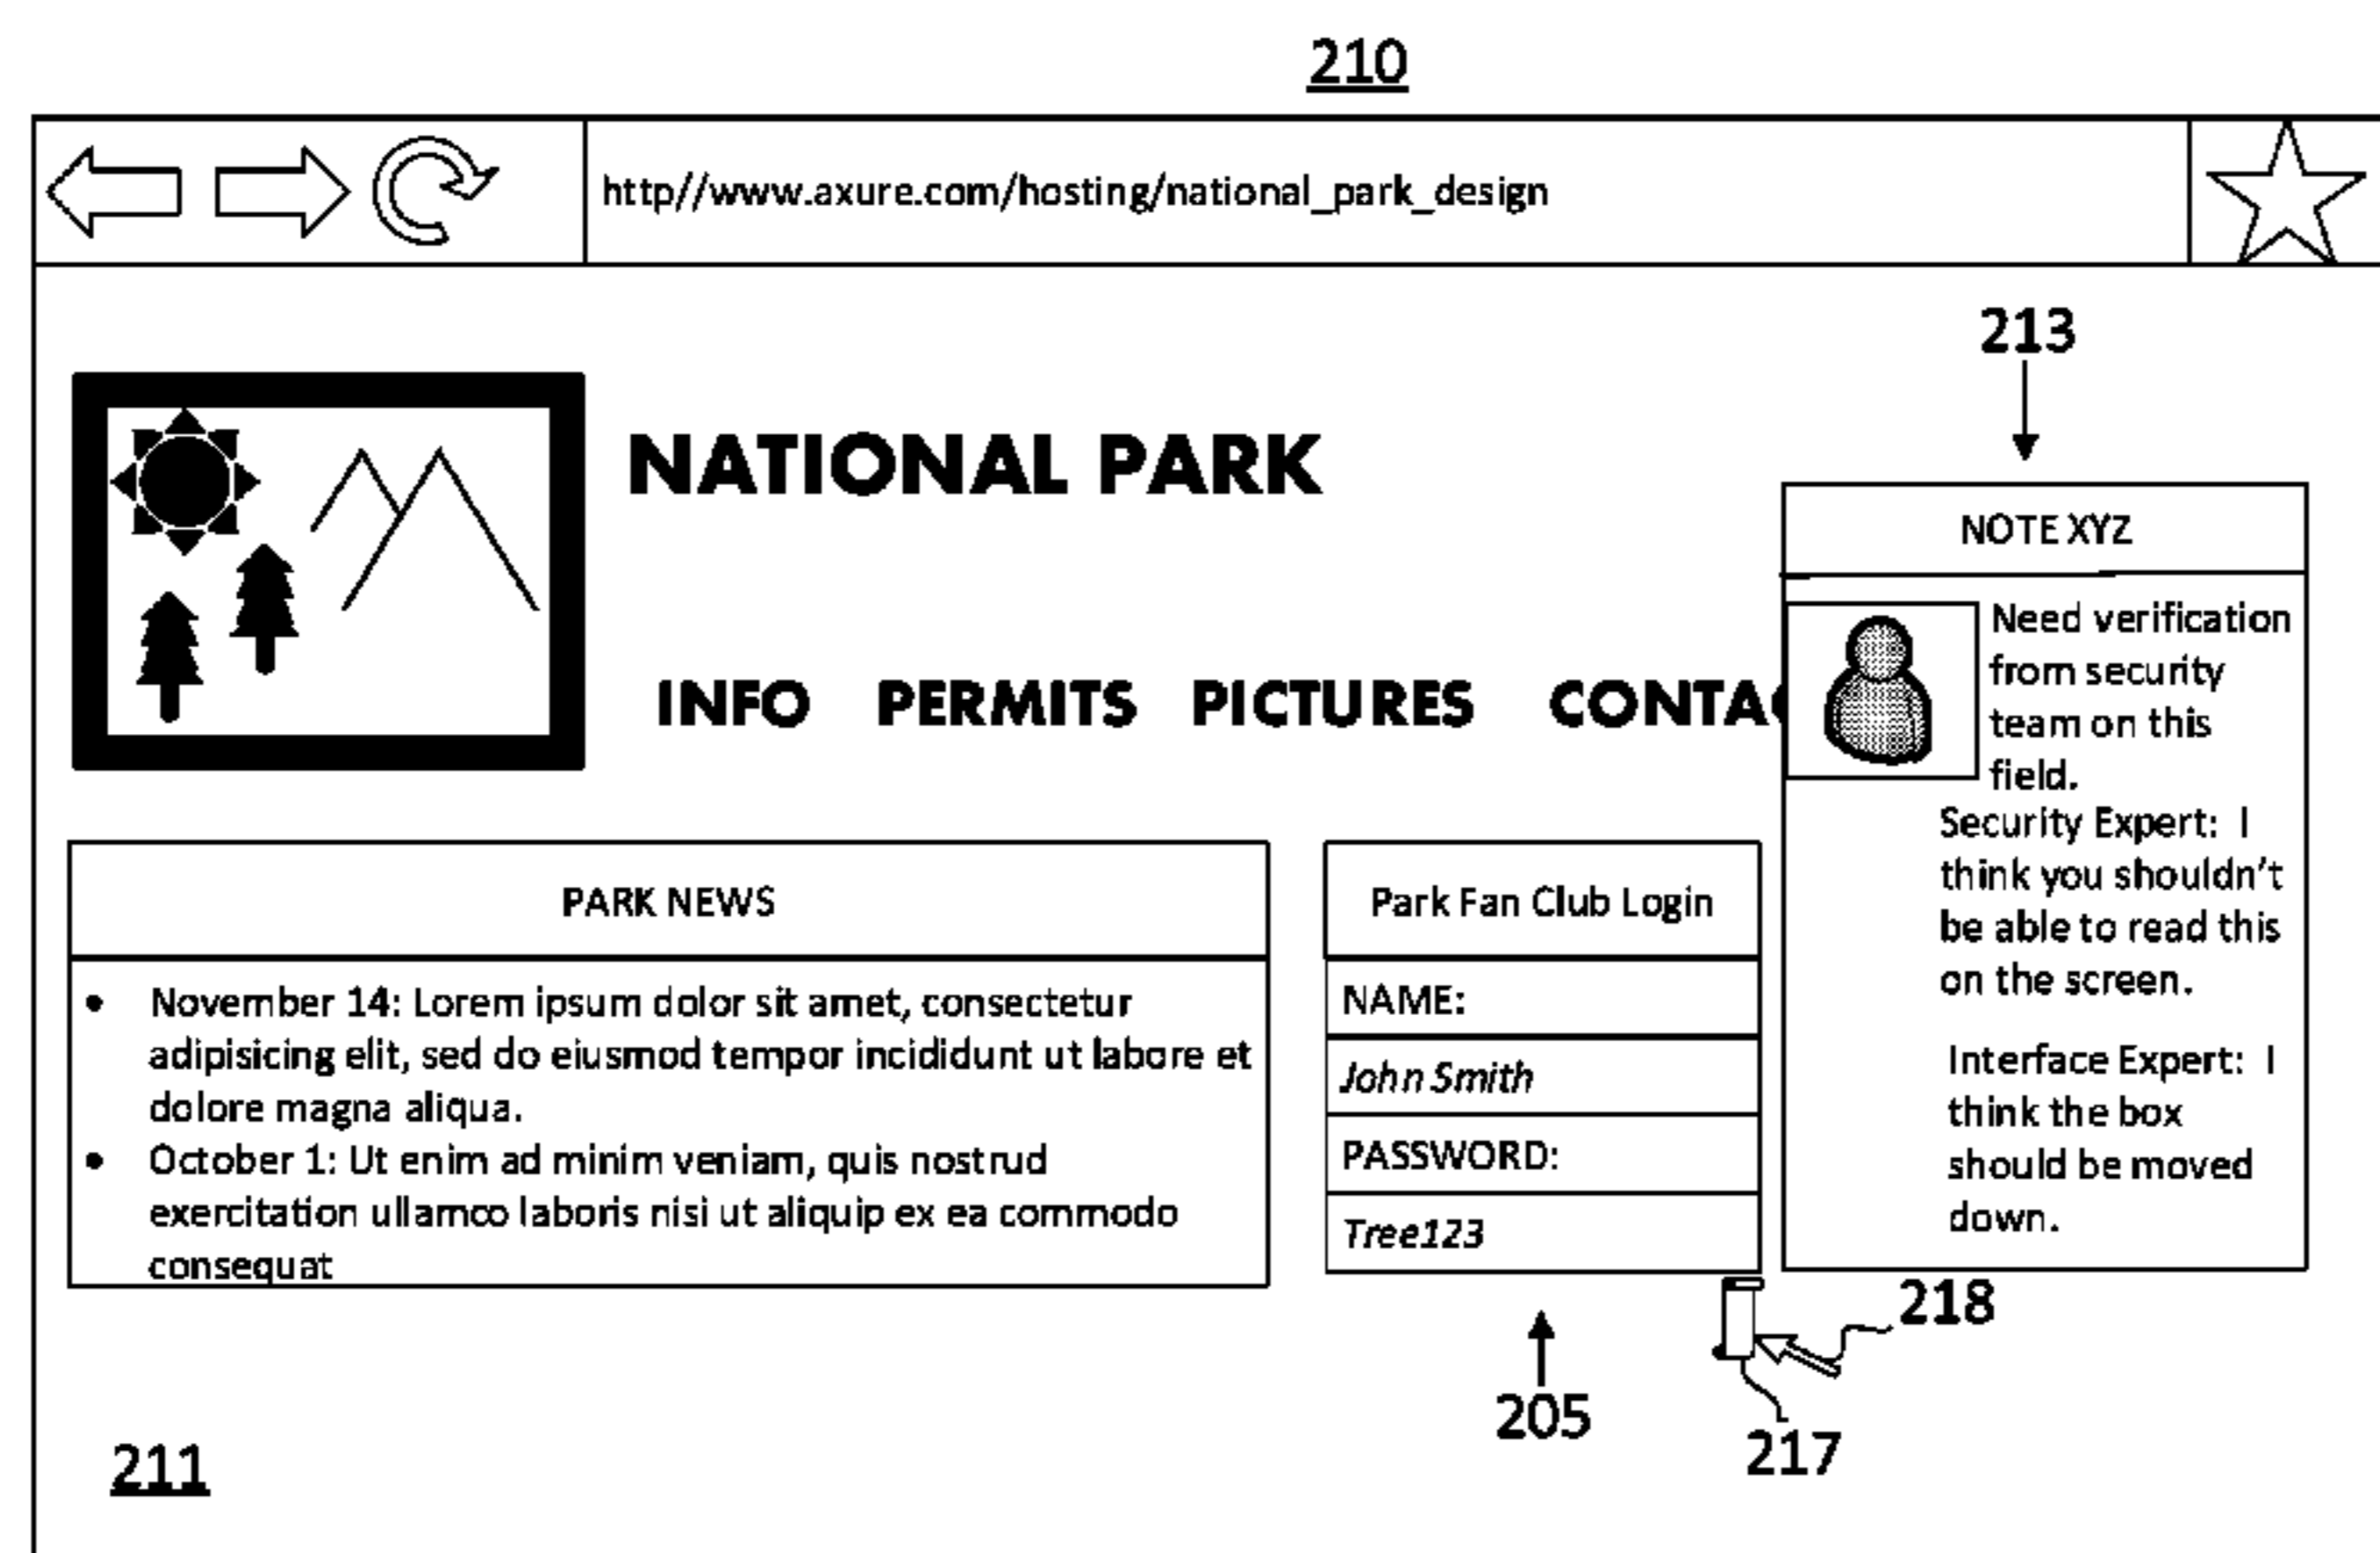 210
http//www.axure.com/hosting/national_park_design
213
NATIONAL PARK
INFO PERMITS PICTURES CONTAC
NOTE XYZ
Need verification
from security
team on this
field.
Security Expert: I
think you shouldn't
be able to read this
on the screen.
Interface Expert: I
think the box
should be moved
down.
PARK NEWS
• November 14: Lorem ipsum dolor sit amet, consectetur
adipisicing elit, sed do eiusmod tempor incididunt ut labore et
dolore magna aliqua.
• October 1: Ut enim ad minim veniam, quis nostrud
exercitation ullamco laboris nisi ut aliquip ex ea commodo
consequat
Park Fan Club Login
NAME:
John Smith
PASSWORD:
Tree123
218
205
217
211